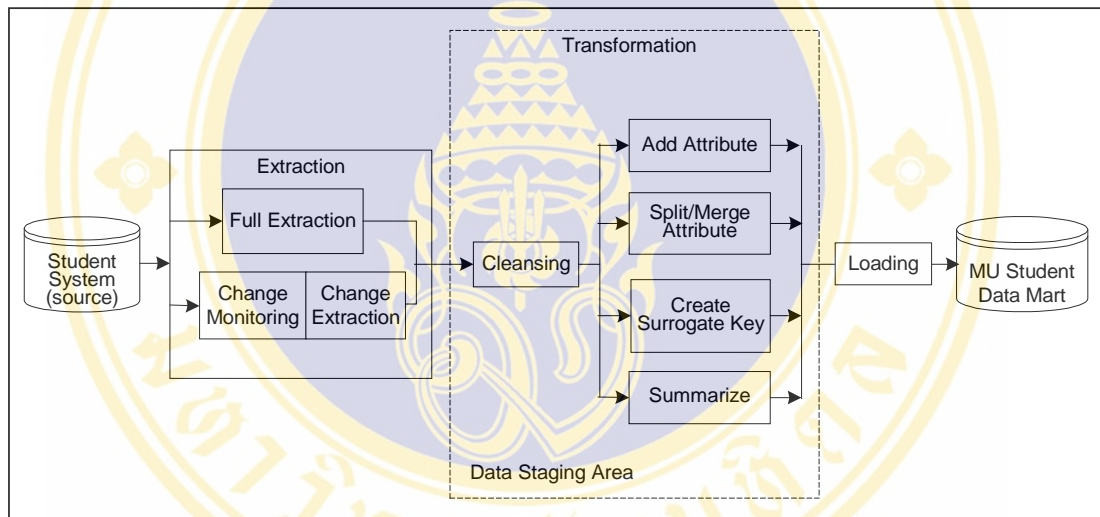 Transformation
Extraction
Full Extraction
Change
Monitoring
Change
Extraction
Student
System
(source)
Cleansing
Add Attribute
Split/Merge
Attribute
Create
Surrogate Key
Summarize
Loading
MU Student
Data Mart
Data Staging Area